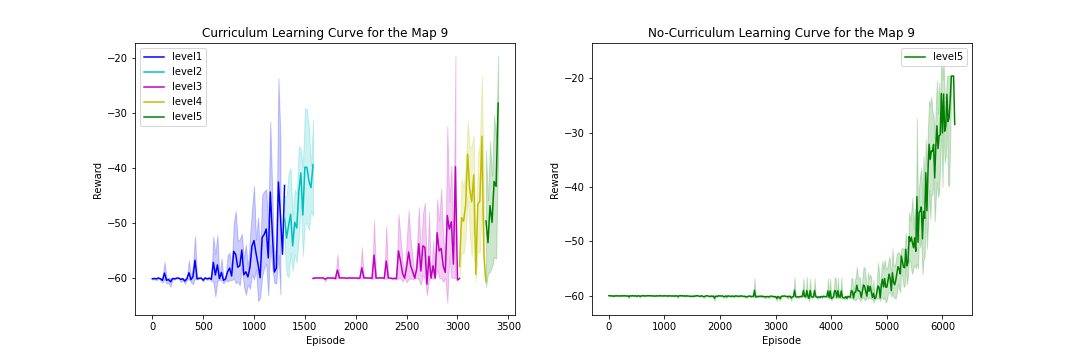 Curriculum Learning Curve for the Map 9
−20
−30
−40
−50
−60
Reward
level1
level2
level3
level4
level5
0
500
1000
1500
2000
2500
3000
3500
Episode
No-Curriculum Learning Curve for the Map 9
−20
−30
−40
−50
−60
Reward
level5
0
1000
2000
3000
4000
5000
6000
Episode